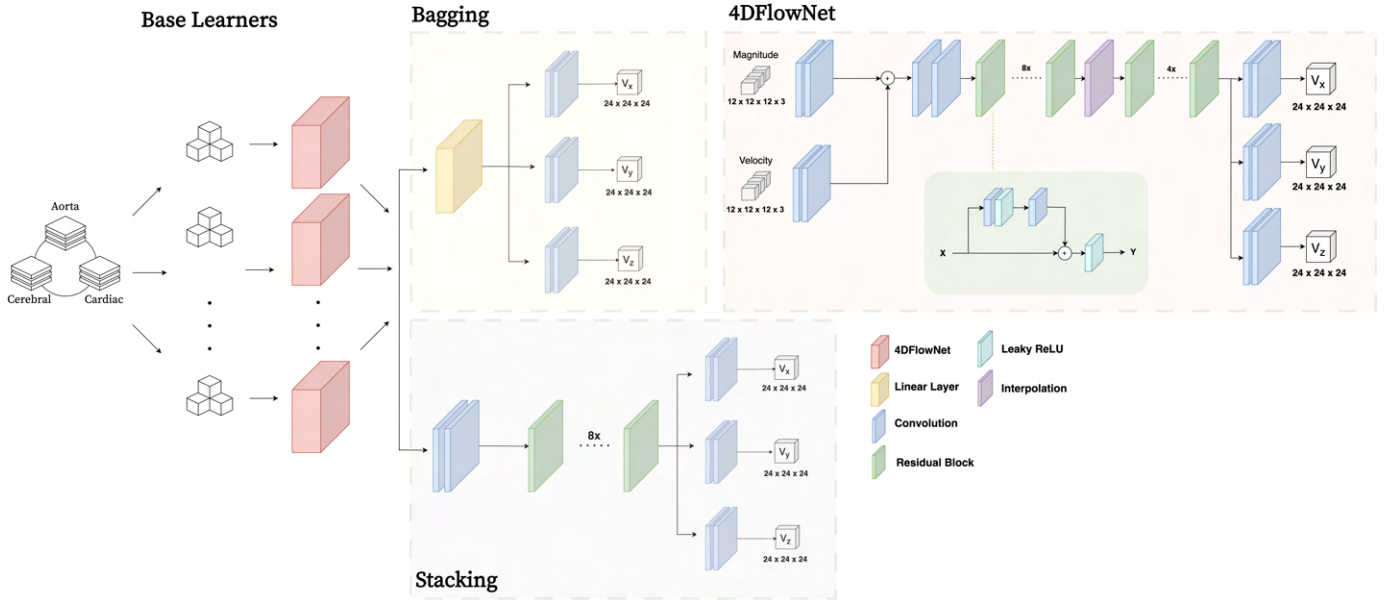 Base Learners
Aorta
Cerebral
Cardiac
Bagging
Vx
24 x 24 x 24
Vy
24 x 24 x 24
Vz
24 x 24 x 24
4DFlowNet
Magnitude
12 x 12 x 12 x 3
Velocity
12 x 12 x 12 x 3
+
8x
4x
Vx
24 x 24 x 24
Vy
24 x 24 x 24
Vz
24 x 24 x 24
X
+
Y
Stacking
8x
Vx
24 x 24 x 24
Vy
24 x 24 x 24
Vz
24 x 24 x 24
4DFlowNet
Linear Layer
Convolution
Residual Block
Leaky ReLU
Interpolation